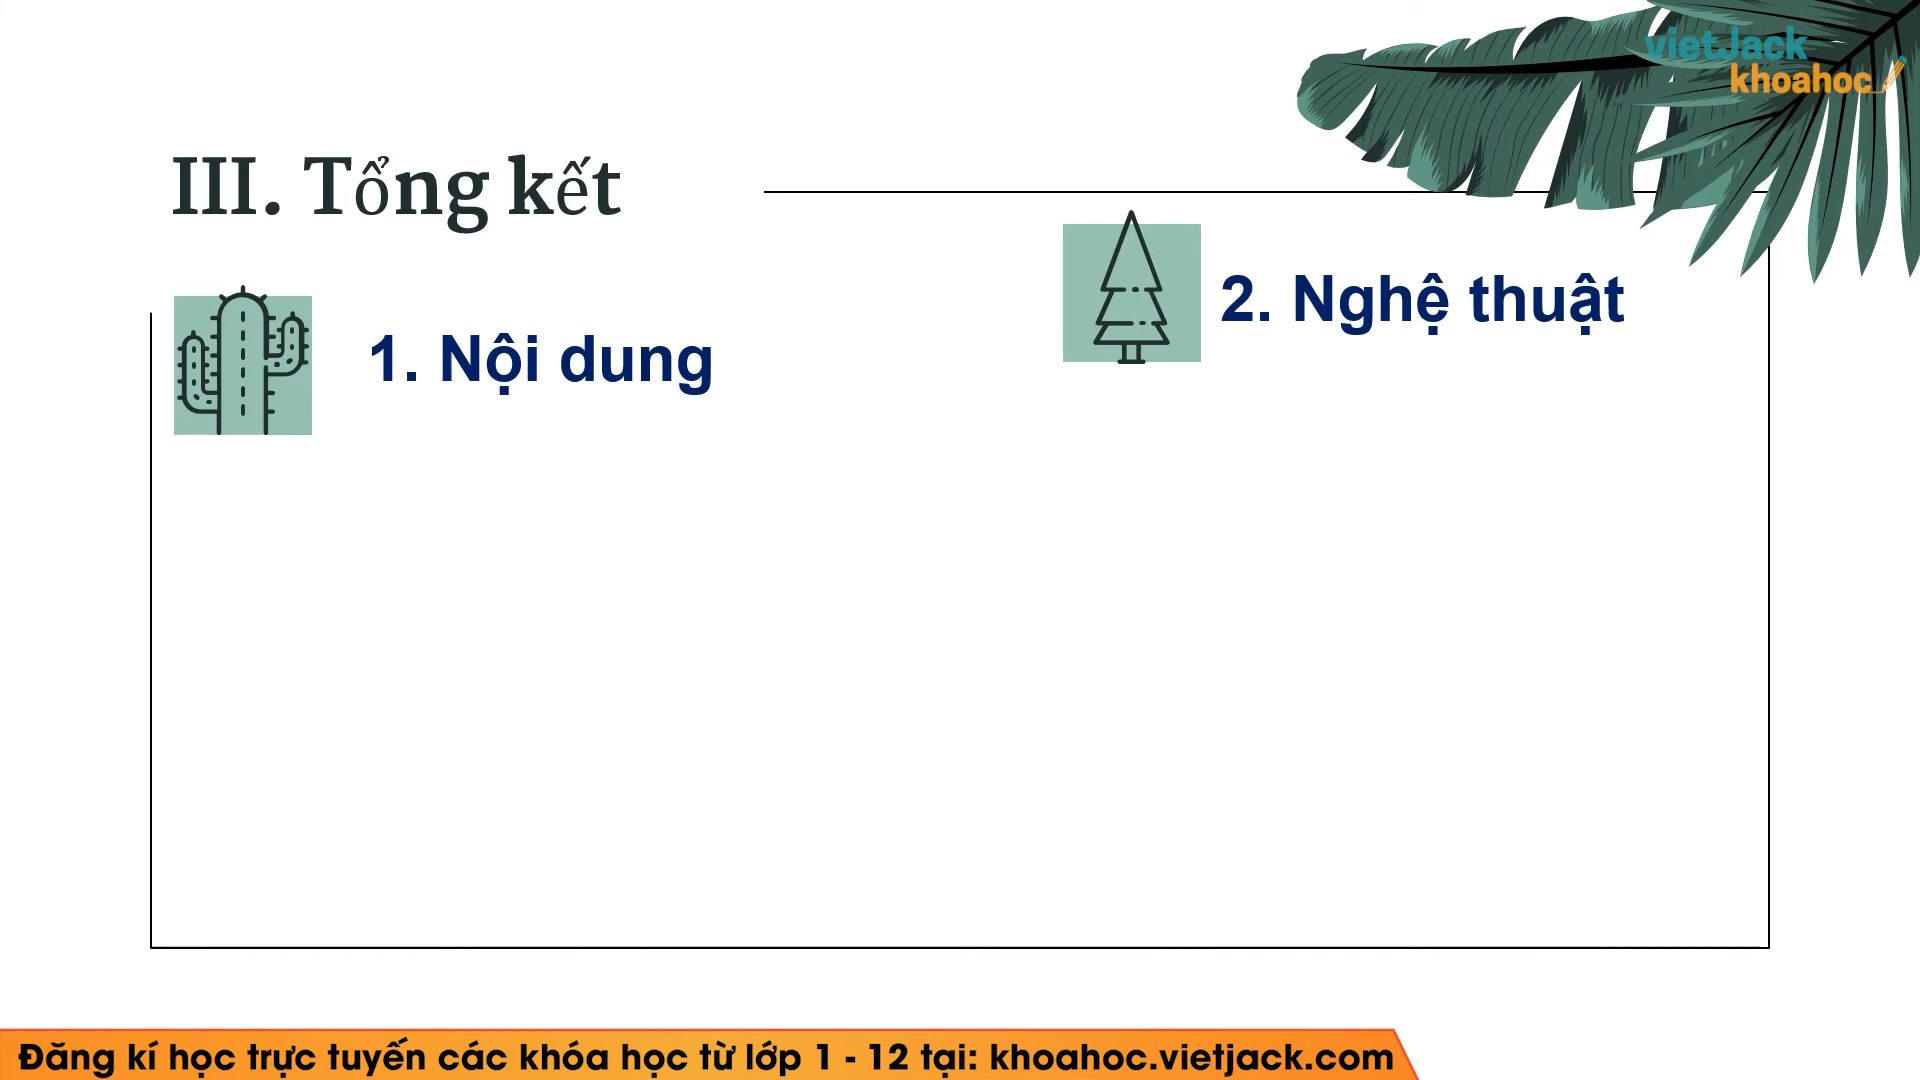 vietJack
khoahoc
III. Tổng kết
1. Nội dung
2. Nghệ thuật
Đăng kí học trực tuyến các khóa học từ lớp 1 - 12 tại: khoahoc.vietjack.com